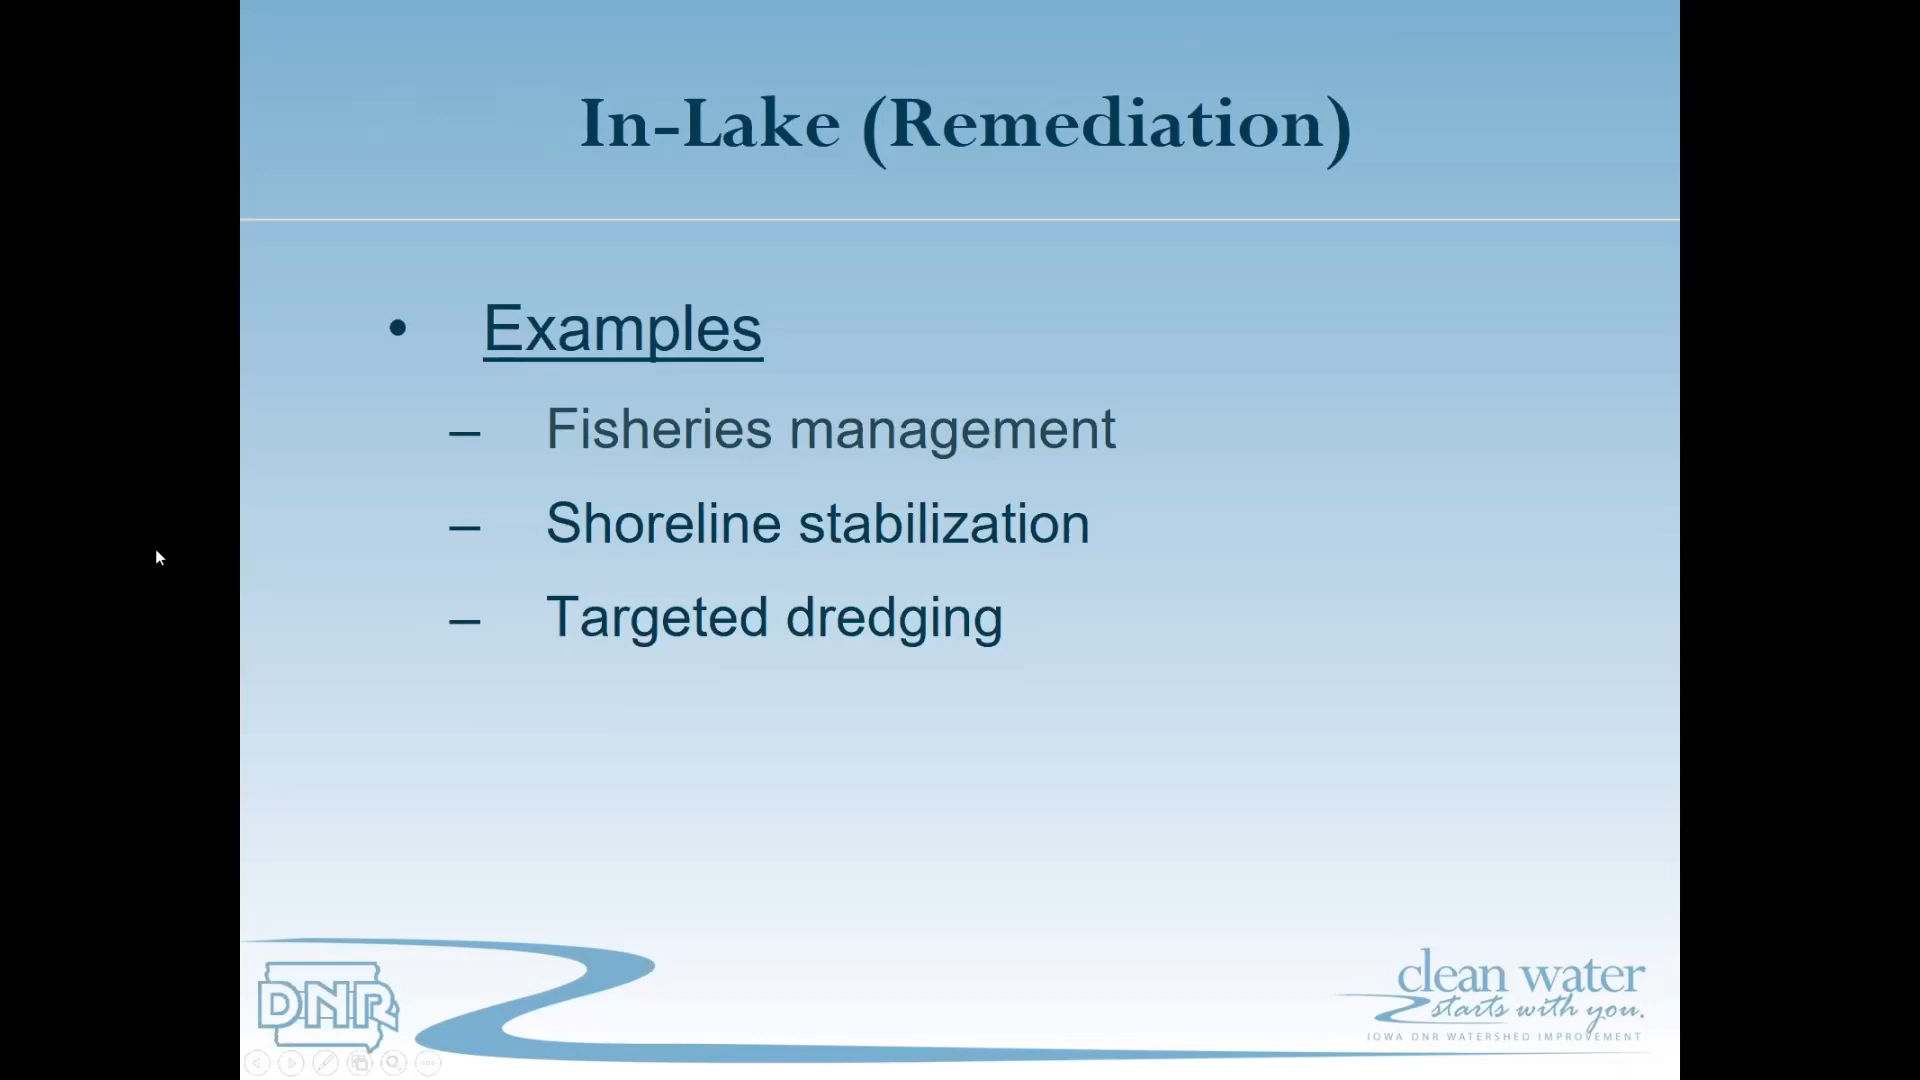 In-Lake (Remediation)
• Examples
– Fisheries management
– Shoreline stabilization
– Targeted dredging
DNR
clean water
starts with you.
IOWA DNR WATERSHED IMPROVEMENT